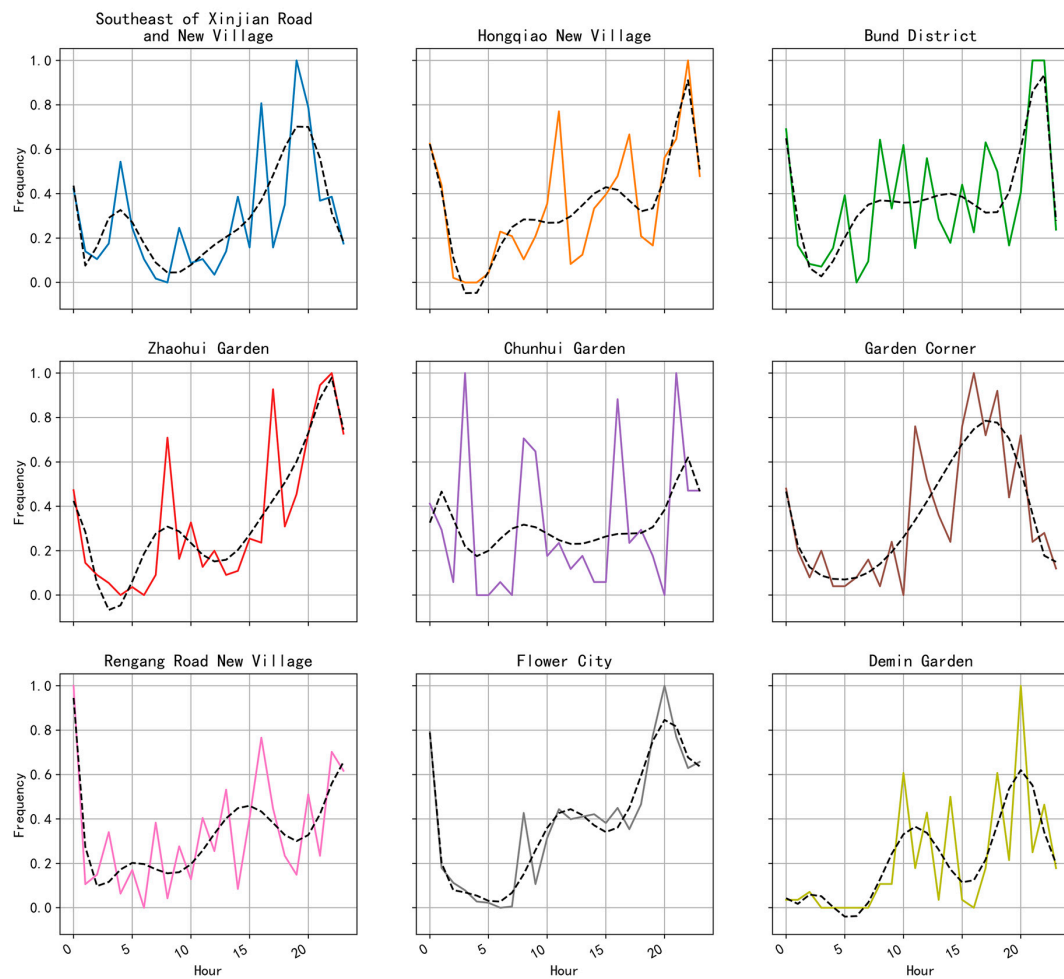 Southeast of Xinjian Road
and New Village
Hongqiao New Village
Bund District
1.0
0.8
0.6
0.4
0.2
0.0
Frequency
Zhaohui Garden
Chunhui Garden
Garden Corner
1.0
0.8
0.6
0.4
0.2
0.0
Frequency
Rengang Road New Village
Flower City
Demin Garden
1.0
0.8
0.6
0.4
0.2
0.0
Frequency
0 5 10 15 20
0 5 10 15 20
0 5 10 15 20
Hour
Hour
Hour